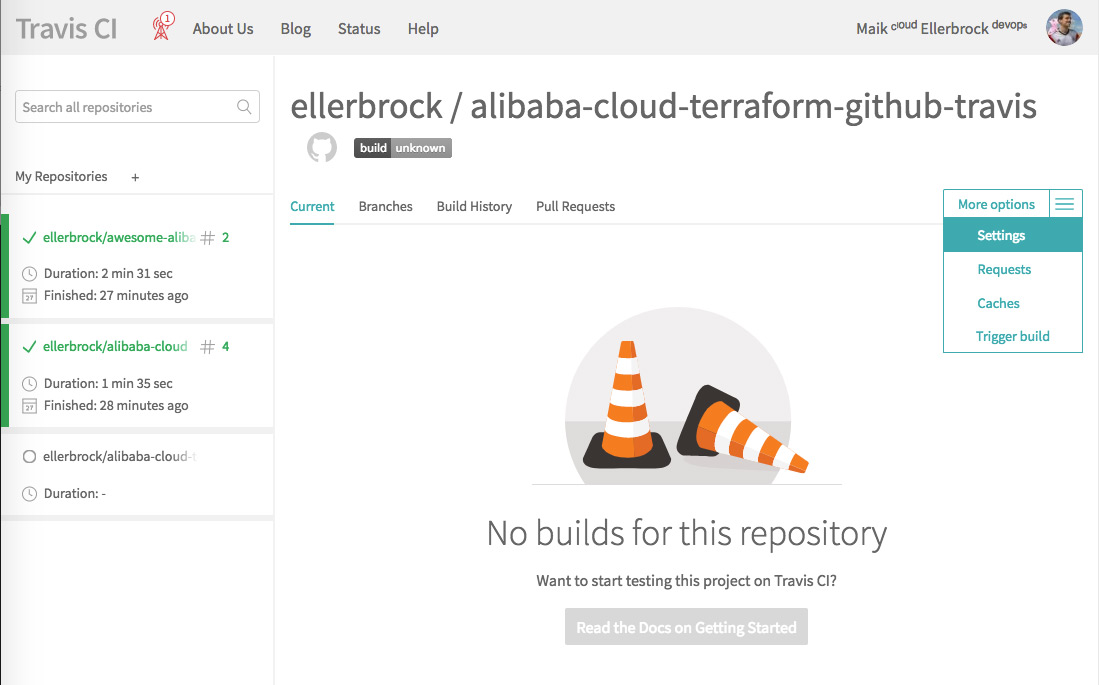 Travis CI
1
About Us
Blog
Status
Help
Maik cloud Ellerbrock devops
Search all repositories
My Repositories +
ellerbrock/awesome-aliba # 2
Duration: 2 min 31 sec
27 Finished: 27 minutes ago
ellerbrock/alibaba-cloud # 4
Duration: 1 min 35 sec
27 Finished: 28 minutes ago
ellerbrock/alibaba-cloud-t
Duration: -
ellerbrock / alibaba-cloud-terraform-github-travis
build unknown
Current
Branches
Build History
Pull Requests
More options
Settings
Requests
Caches
Trigger build
No builds for this repository
Want to start testing this project on Travis CI?
Read the Docs on Getting Started